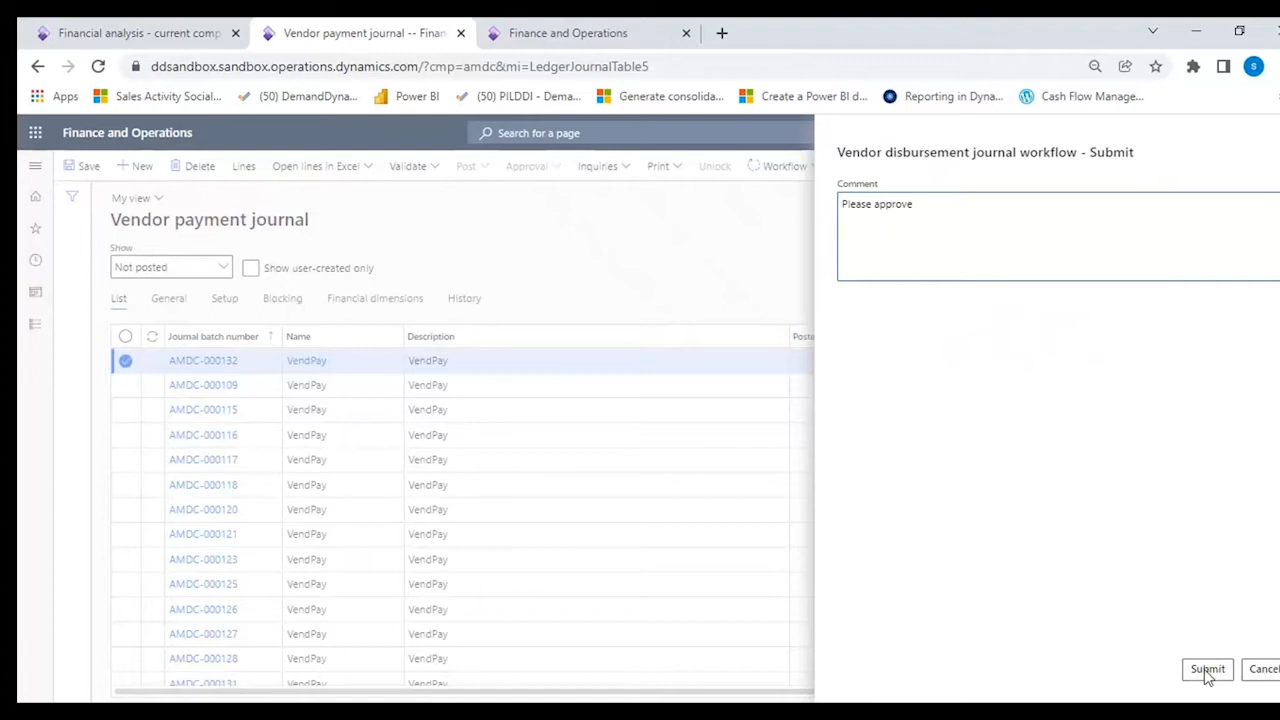 Financial analysis - current comp
Vendor payment journal -- Finan
Finance and Operations
ddsandbox.sandbox.operations.dynamics.com/?cmp=amdc&mi=LedgerJournalTable5
S
Apps
Sales Activity Social...
(50) DemandDyna...
Power BI
(50) PILDDI - Dema...
Generate consolida...
Create a Power BI d...
Reporting in Dyna...
Cash Flow Manage...
Finance and Operations
Search for a page
Save
New
Delete
Lines
Open lines in Excel
Validate
Post
Approval
Inquiries
Print
Unlock
Workflow
My view
Vendor payment journal
Show
Not posted
Show user-created only
List
General
Setup
Blocking
Financial dimensions
History
Journal batch number
Name
Description
Poste
AMDC-000132 VendPay VendPay
AMDC-000109 VendPay VendPay
AMDC-000115 VendPay VendPay
AMDC-000116 VendPay VendPay
AMDC-000117 VendPay VendPay
AMDC-000118 VendPay VendPay
AMDC-000120 VendPay VendPay
AMDC-000121 VendPay VendPay
AMDC-000123 VendPay VendPay
AMDC-000125 VendPay VendPay
AMDC-000126 VendPay VendPay
AMDC-000127 VendPay VendPay
AMDC-000128 VendPay VendPay
AMDC-000131 VendPay VendPay
Vendor disbursement journal workflow - Submit
Comment
Please approve
Submit
Cancel